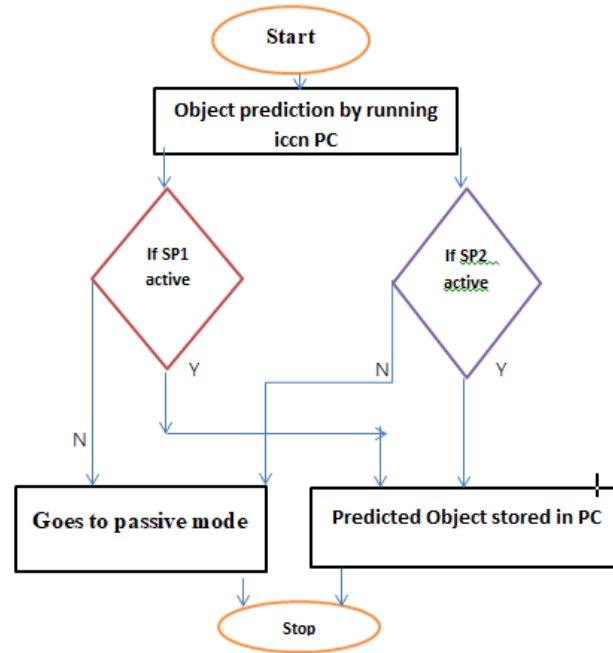 Start
Object prediction by running
iccn PC
If SP1
active
If SP2
active
Y
N
Y
N
Goes to passive mode
Predicted Object stored in PC
Stop